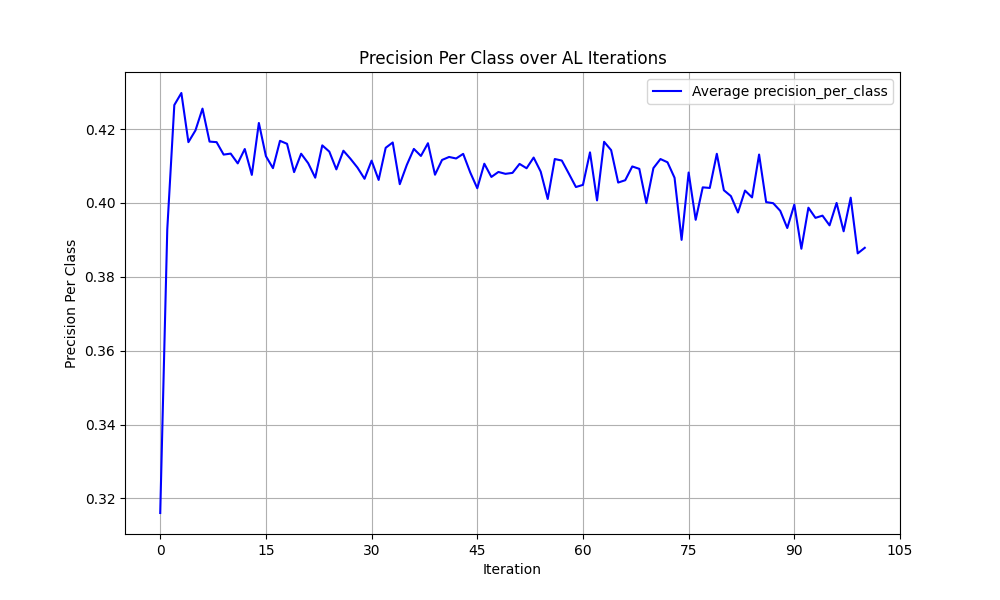 Precision Per Class over AL Iterations
Average precision_per_class
Precision Per Class
0.42
0.40
0.38
0.36
0.34
0.32
0 15 30 45 60 75 90 105
Iteration